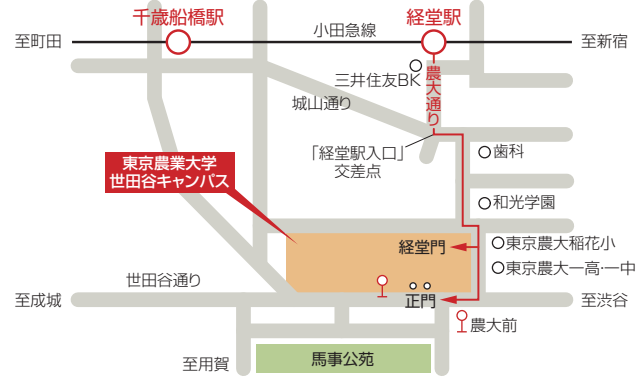 千歳船橋駅
経堂駅
小田急線
至町田
至新宿
三井住友BK
農大通り
城山通り
「経堂駅入口」
交差点
歯科
東京農業大学
世田谷キャンパス
和光学園
経堂門
東京農大稲花小
東京農大一高・一中
世田谷通り
至成城
正門
至渋谷
農大前
馬事公苑
至用賀